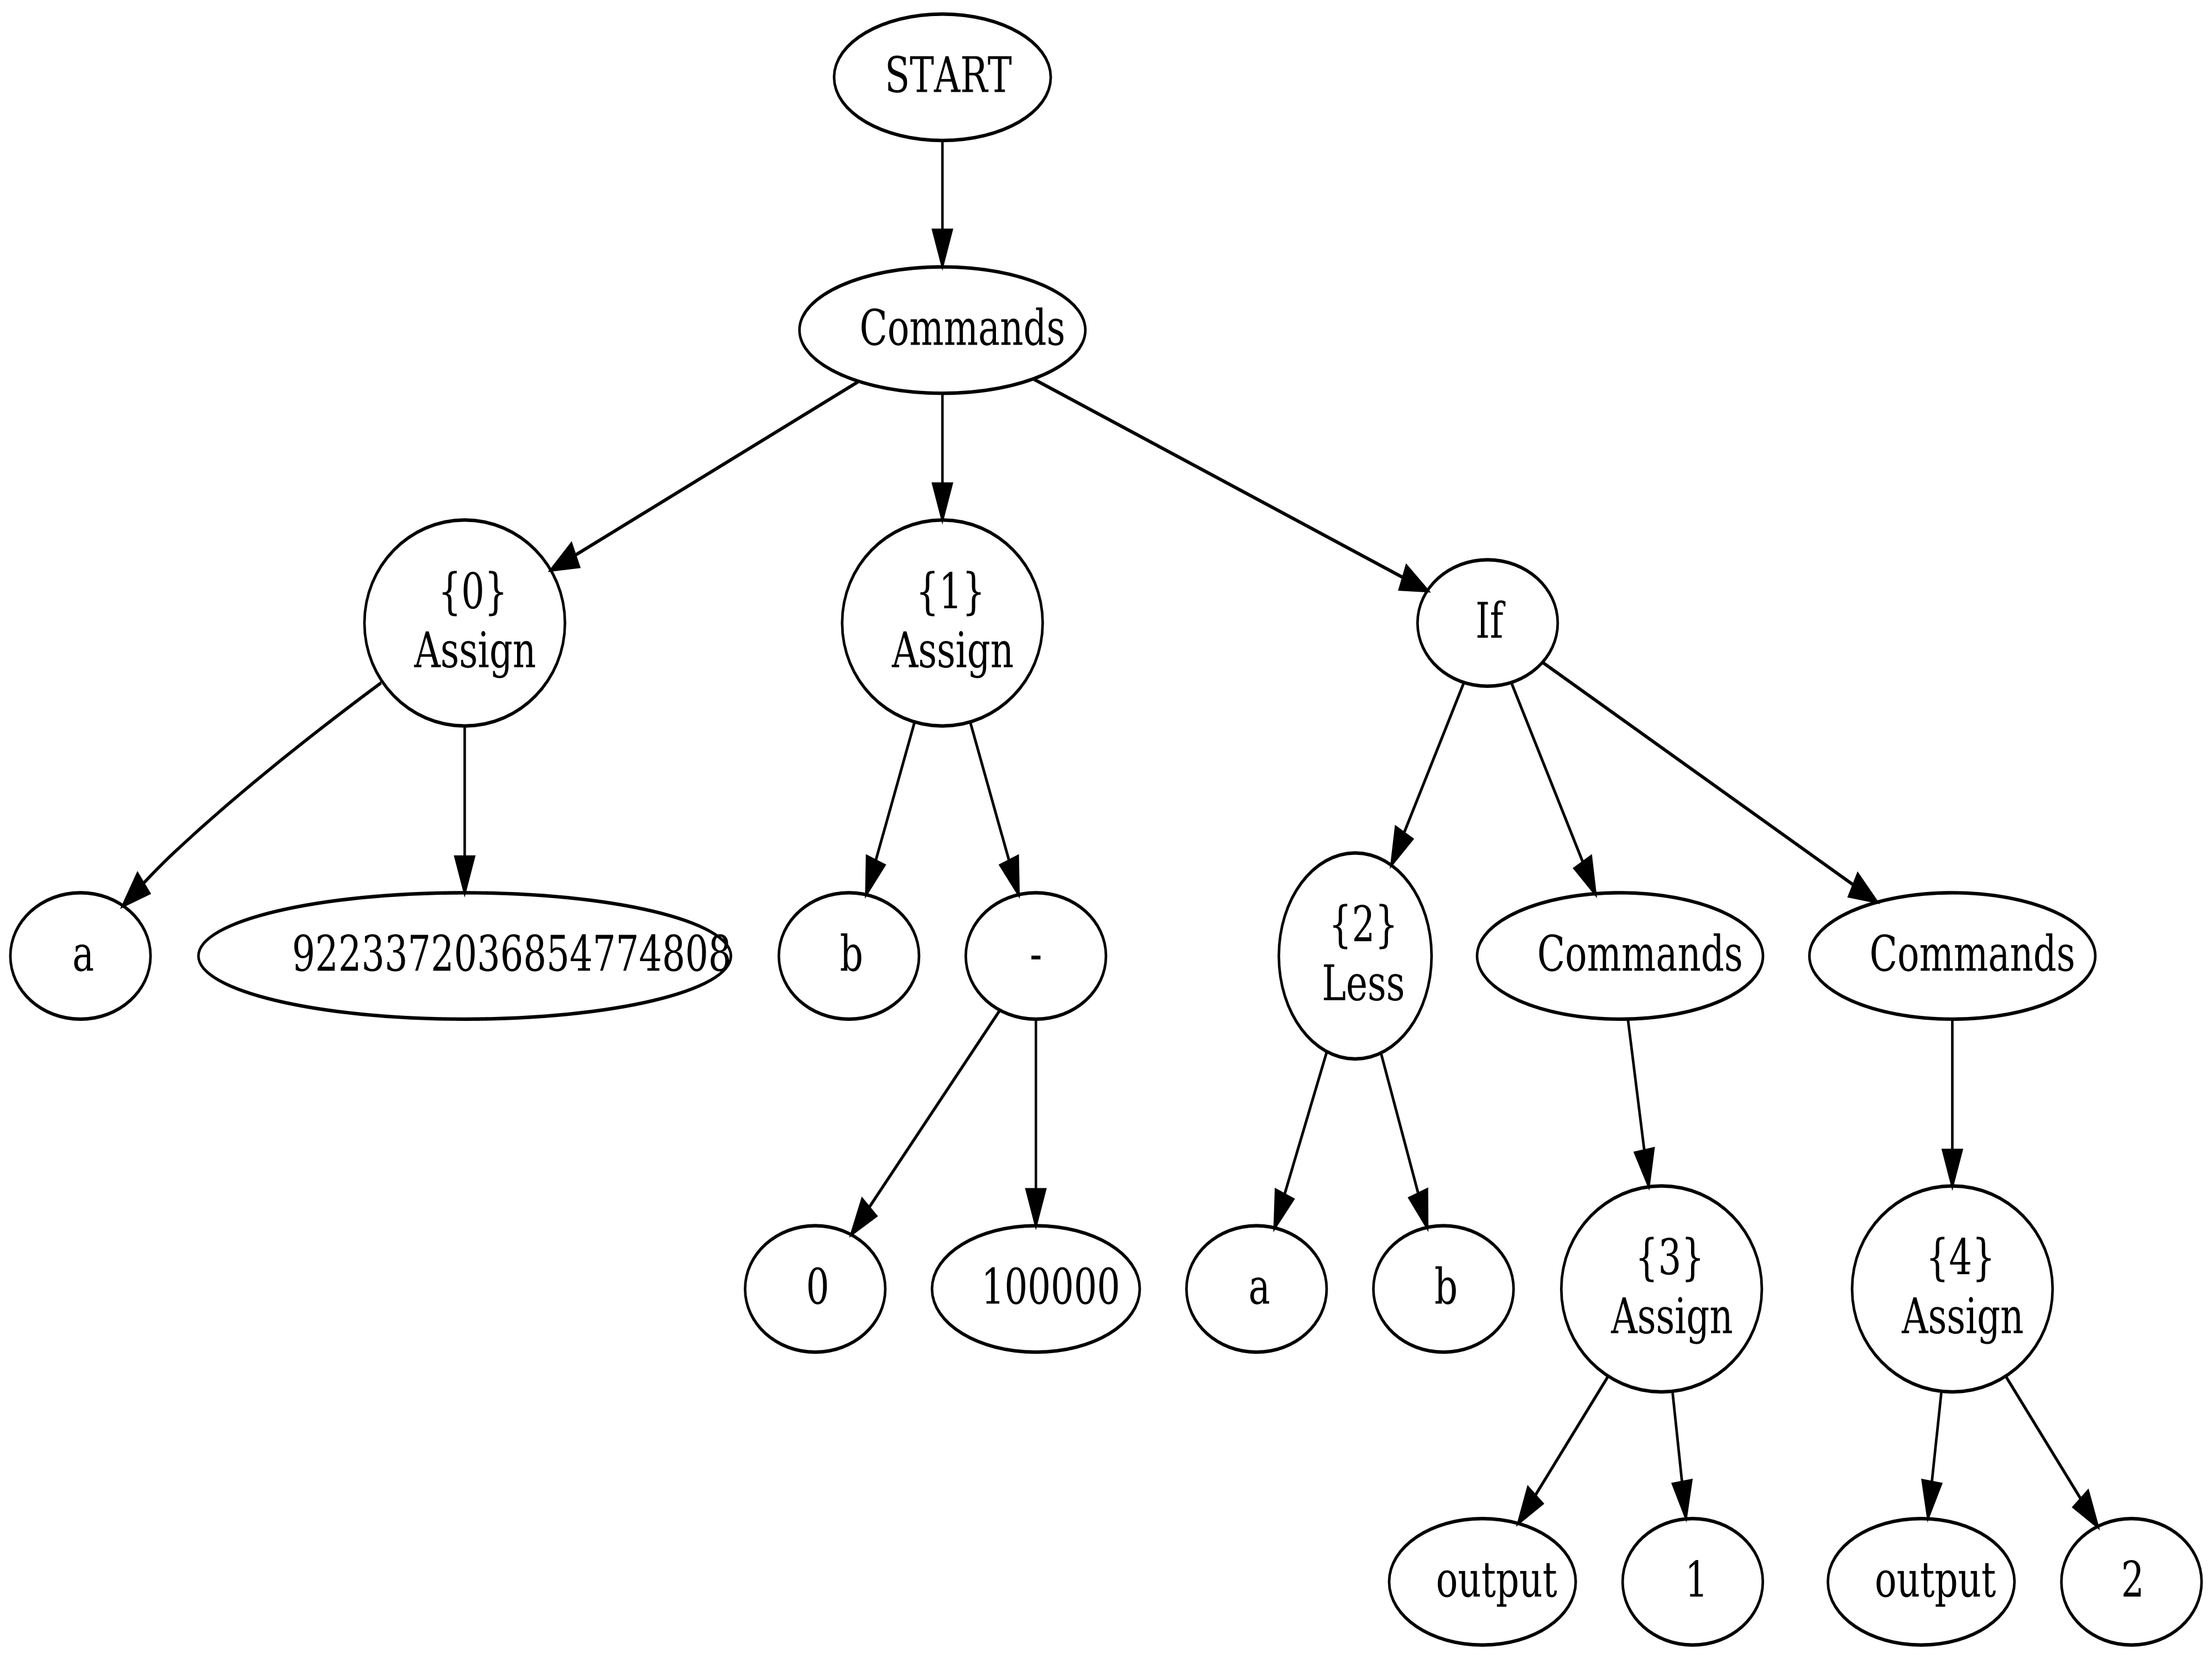 START
Commands
{0}
Assign
{1}
Assign
If
a
9223372036854774808
b
-
{2}
Less
Commands
Commands
0
100000
a
b
{3}
Assign
{4}
Assign
output
1
output
2